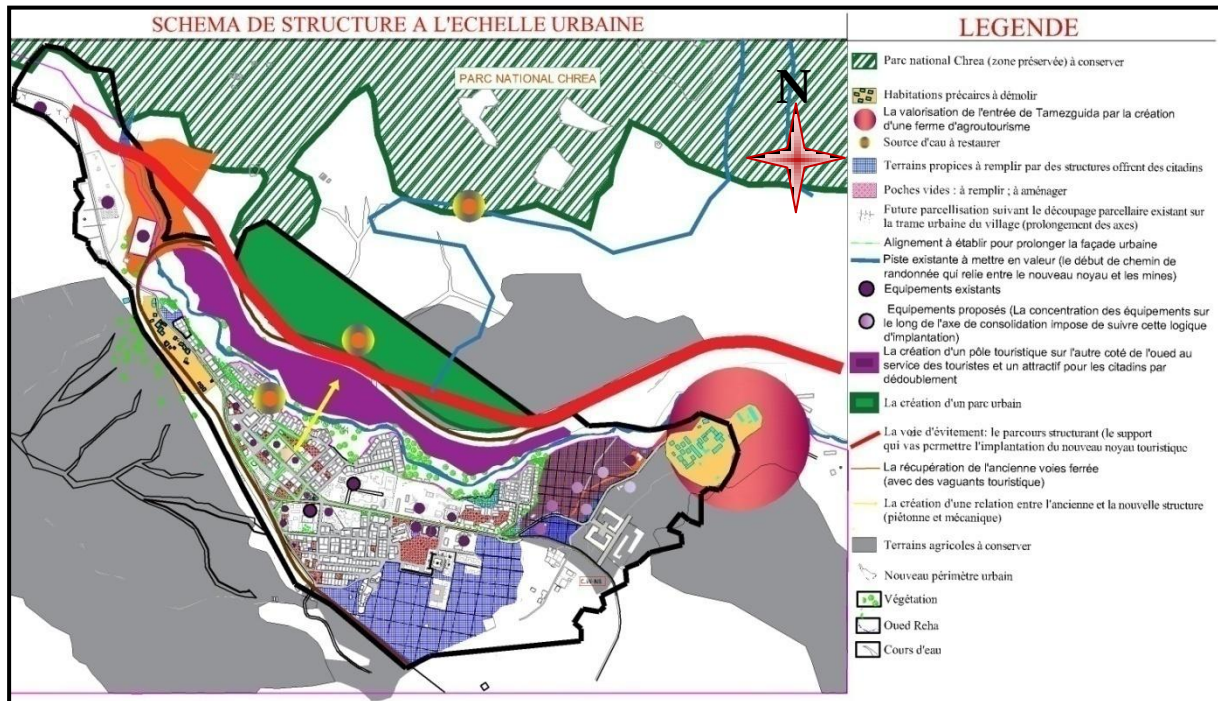 SCHEMA DE STRUCTURE A L'ECHELLE URBAINE
PARC NATIONAL CHREA
N
LEGENDE
Parc national Chrea (zone préservée) à conserver
Habitations précaires à démolir
La valorisation de l'entrée de Tamezguida par la création
d'une ferme d'agroutourisme
Source d'eau à restaurer
Terrains propices à remplir par des structures offrent des citadins
Poches vides : à remplir ; à aménager
Future parcellisation suivant le découpage parcellaire existant sur
la trame urbaine du village (prolongement des axes)
Alignement à établir pour prolonger la façade urbaine
Piste existante à mettre en valeur (le début de chemin de
randonnée qui relie entre le nouveau noyau et les mines)
Equipements existants
Equipements proposés (La concentration des équipements sur
le long de l'axe de consolidation impose de suivre cette logique
d'implantation)
La création d'un pôle touristique sur l'autre coté de l'oued au
service des touristes et un attractif pour les citadins par
dédoublement
La création d'un parc urbain
La voie d'évitement: le parcours structurant (le support
qui vas permettre l'implantation du nouveau noyau touristique
La récupération de l'ancienne voies ferrée
(avec des vaguants touristique)
La création d'une relation entre l'ancienne et la nouvelle structure
(piétonne et mécanique)
Terrains agricoles à conserver
Nouveau périmètre urbain
Végétation
Oued Reha
Cours d'eau